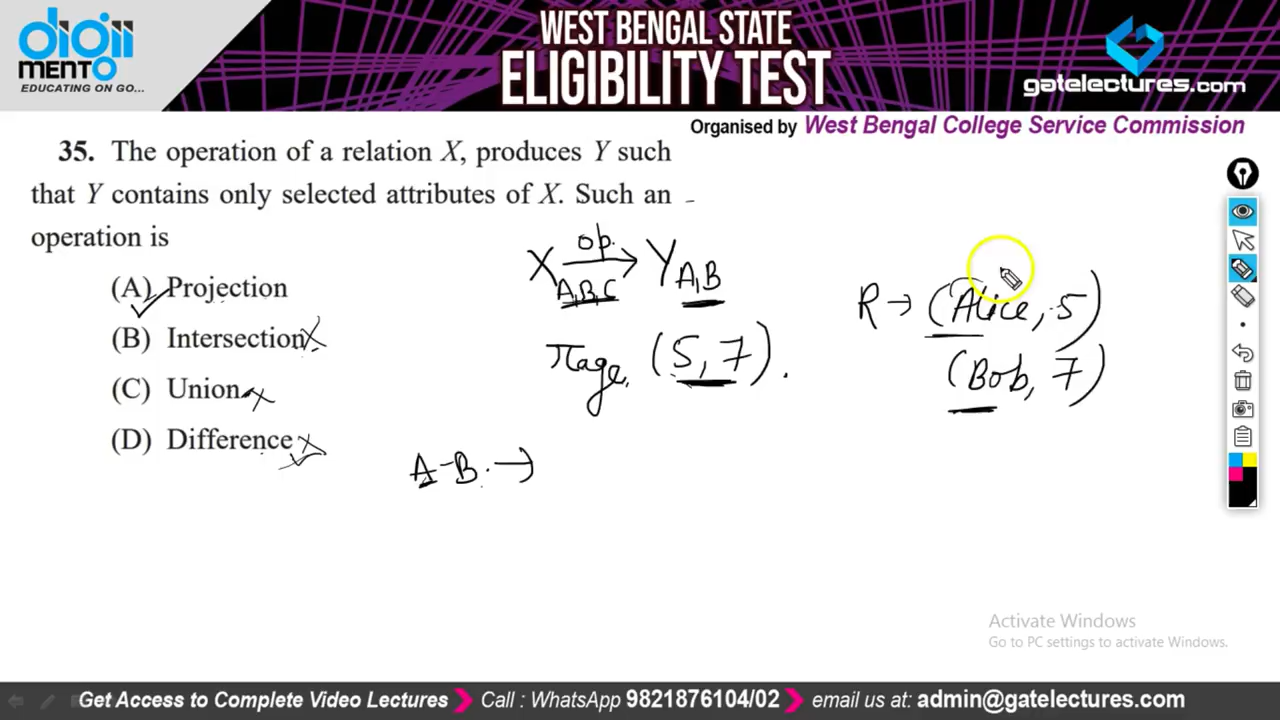 digii
mento
EDUCATING ON GO...
WEST BENGAL STATE
ELIGIBILITY TEST
gatelectures.com
Organised by West Bengal College Service Commission
35. The operation of a relation X, produces Y such
that Y contains only selected attributes of X. Such an
operation is
(A) Projection
(B) Intersection
(C) Union
(D) Difference
X op. → Y A,B
A,B,C
πage, (5, 7).
R → (Alice, 5)
(Bob, 7)
A-B. →
Activate Windows
Go to PC settings to activate Windows.
Get Access to Complete Video Lectures Call : WhatsApp 9821876104/02 email us at: admin@gatelectures.com